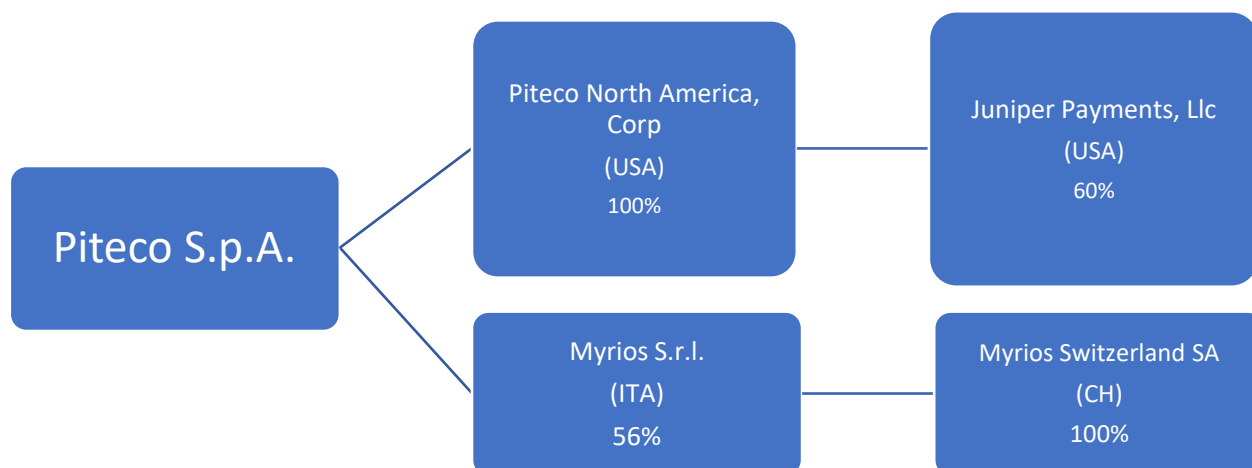 Piteco S.p.A.
Piteco North America,
Corp
(USA)
100%
Juniper Payments, Llc
(USA)
60%
Myrios S.r.l.
(ITA)
56%
Myrios Switzerland SA
(CH)
100%